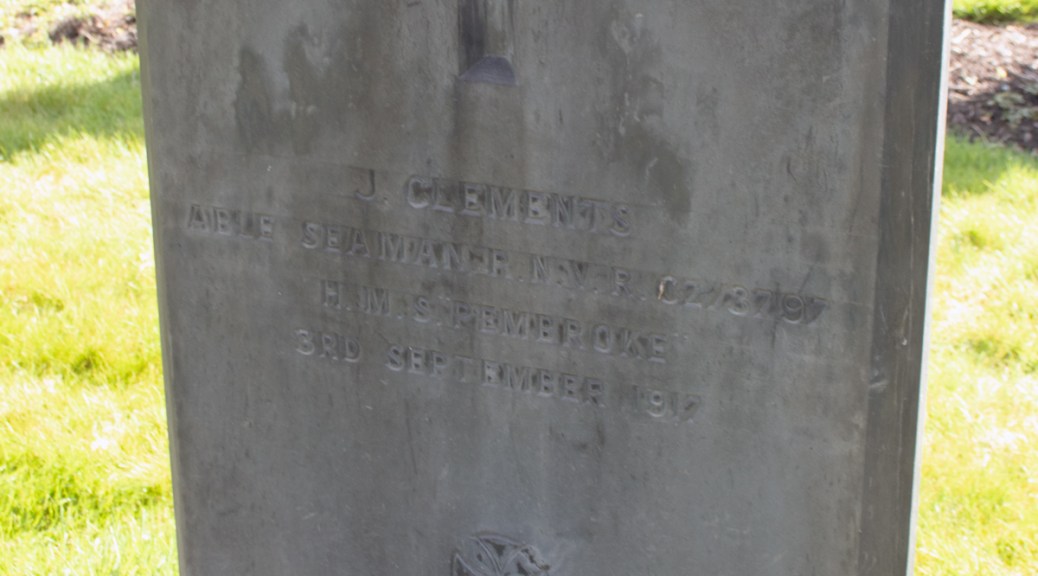 J. CLEMENTS
ABLE SEAMAN. R.N.V.R. CZ/3797
H.M.S. "PEMBROKE"
3RD SEPTEMBER 1917